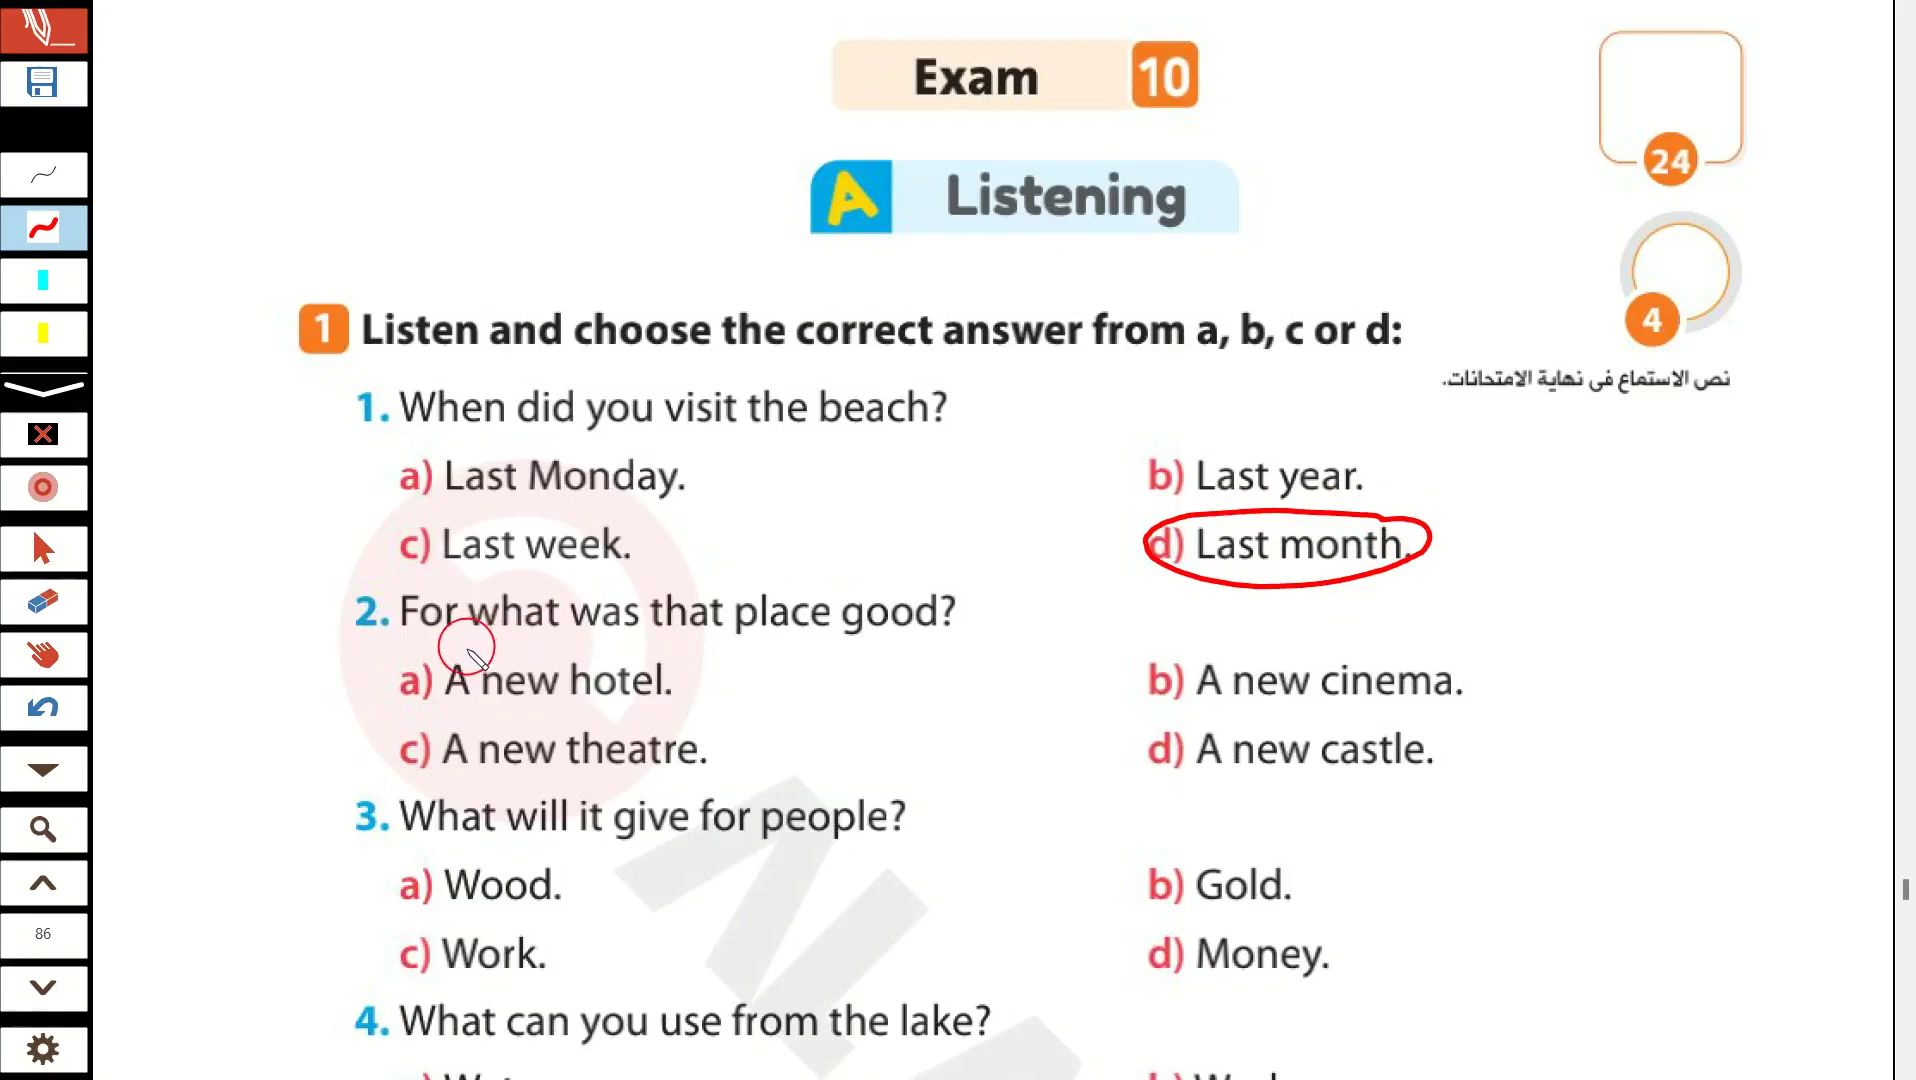 Exam 10
24
A Listening
4
1 Listen and choose the correct answer from a, b, c or d:
نص الاستماع فى نهاية الامتحانات.
1. When did you visit the beach?
a) Last Monday.
b) Last year.
c) Last week.
d) Last month.
2. For what was that place good?
a) A new hotel.
b) A new cinema.
c) A new theatre.
d) A new castle.
3. What will it give for people?
a) Wood.
b) Gold.
c) Work.
d) Money.
86
4. What can you use from the lake?